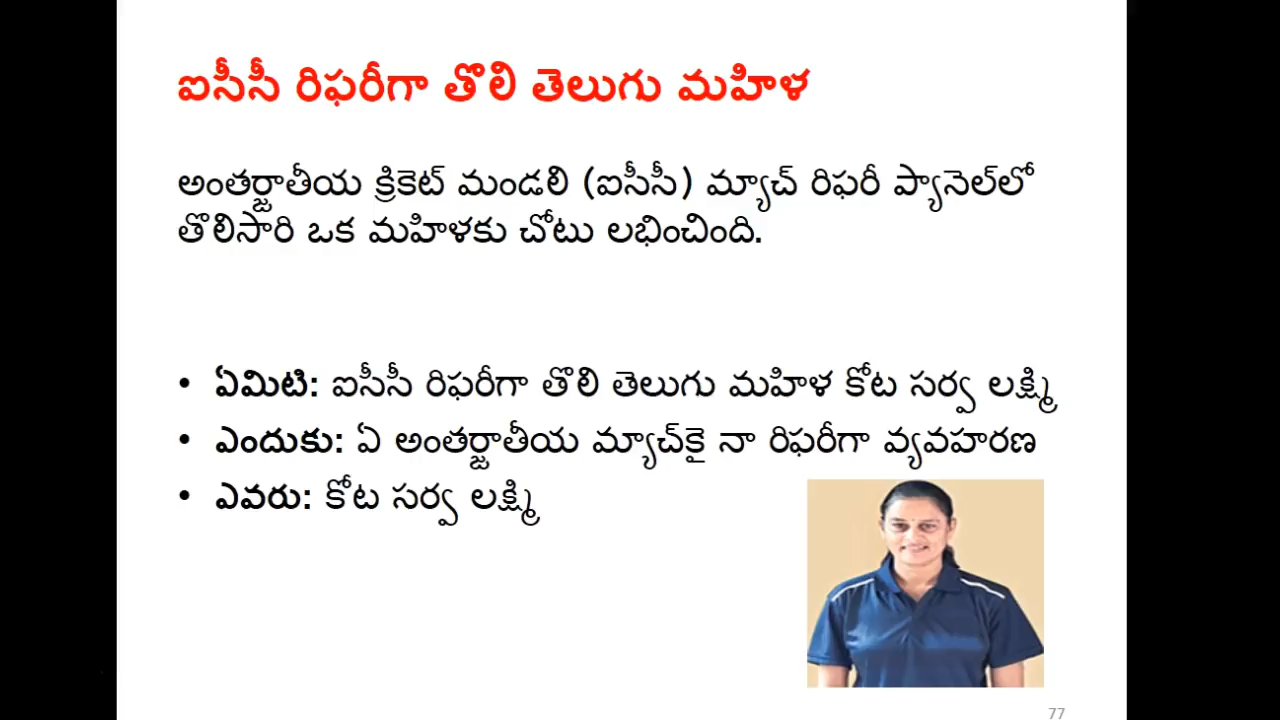 ఐసీసీ రిఫరీగా తొలి తెలుగు మహిళ
అంతర్జాతీయ క్రికెట్ మండలి (ఐసీసీ) మ్యాచ్ రిఫరీ ప్యానెల్‌లో
తొలిసారి ఒక మహిళకు చోటు లభించింది.
• ఏమిటి: ఐసీసీ రిఫరీగా తొలి తెలుగు మహిళ కోట సర్వ లక్ష్మి
• ఎందుకు: ఏ అంతర్జాతీయ మ్యాచ్‌కై నా రిఫరీగా వ్యవహరణ
• ఎవరు: కోట సర్వ లక్ష్మి
77